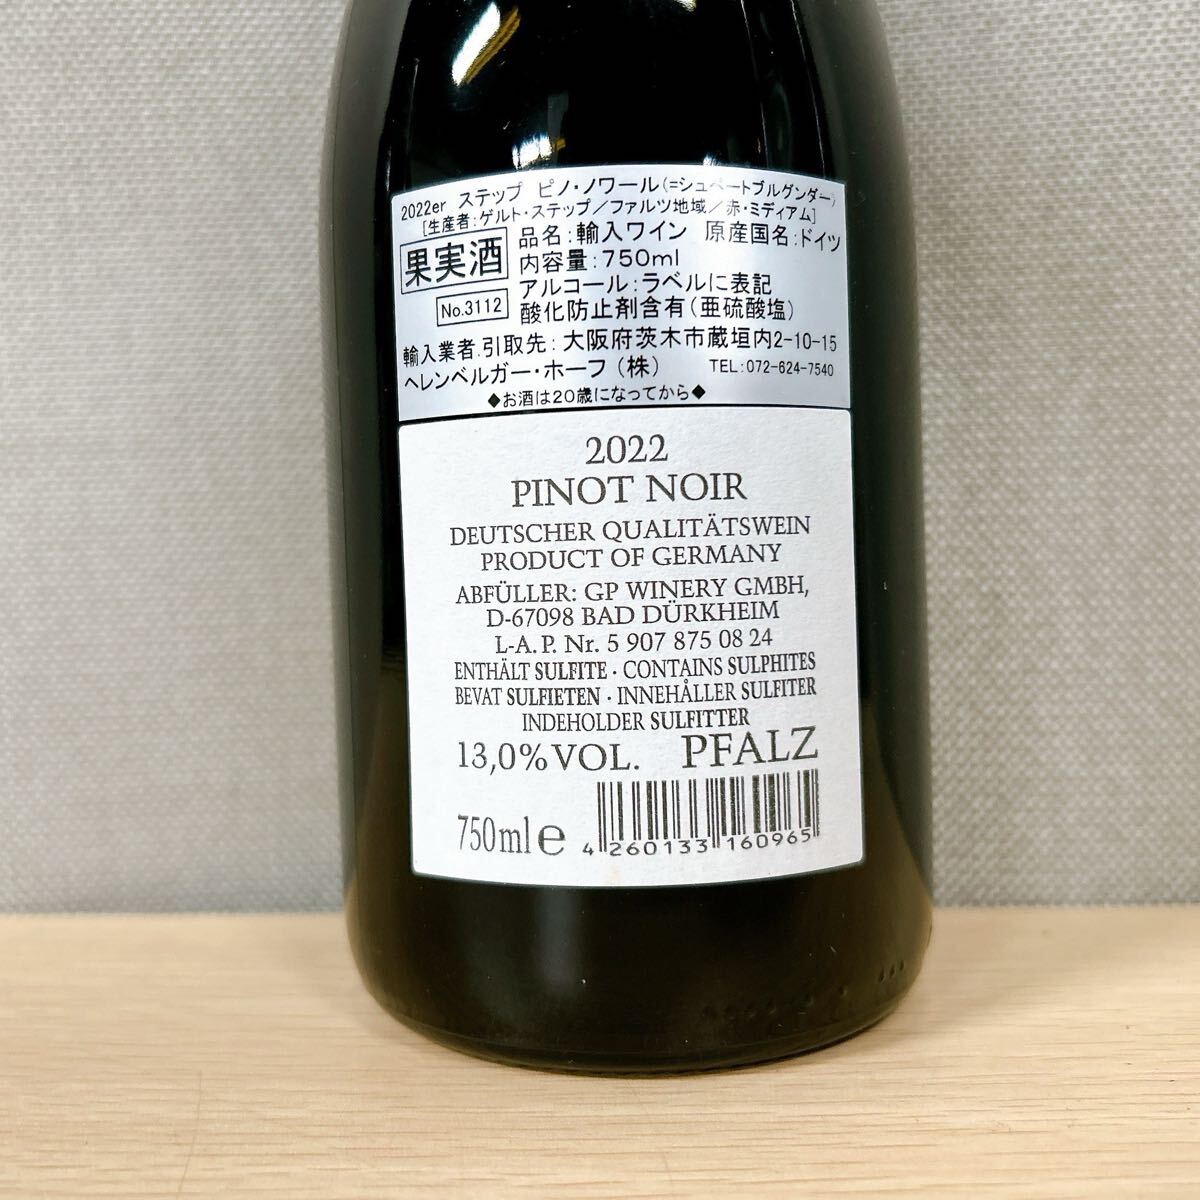 2022er ステップ ピノ・ノワール(=シュペートブルグンダー)
[生産者:ゲルト・ステップ/ファルツ地域/赤・ミディアム]
果実酒
No.3112
品名:輸入ワイン 原産国名:ドイツ
内容量:750ml
アルコール:ラベルに表記
酸化防止剤含有(亜硫酸塩)
輸入業者.引取先:大阪府茨木市蔵垣内2-10-15
ヘレンベルガー・ホーフ(株) TEL:072-624-7540
◆お酒は20歳になってから◆
2022
PINOT NOIR
DEUTSCHER QUALITÄTSWEIN
PRODUCT OF GERMANY
ABFÜLLER: GP WINERY GMBH,
D-67098 BAD DÜRKHEIM
L-A. P. Nr. 5 907 875 08 24
ENTHÄLT SULFITE · CONTAINS SULPHITES
BEVAT SULFIETEN · INNEHÅLLER SULFITER
INDEHOLDER SULFITTER
13,0%VOL. PFALZ
750ml e
4 260133 160965